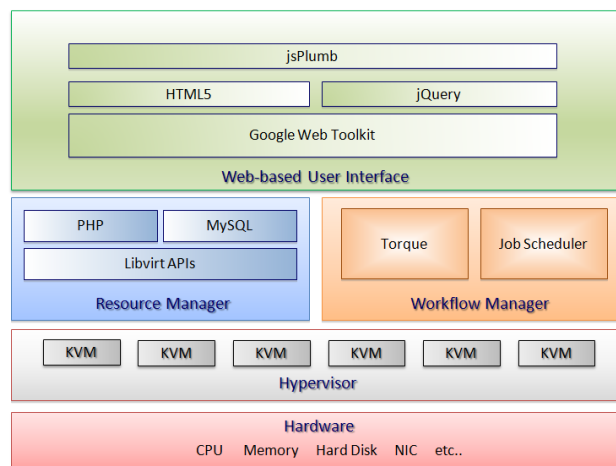 jsPlumb
HTML5
jQuery
Google Web Toolkit
Web-based User Interface
PHP
MySQL
Libvirt APIs
Resource Manager
Torque
Job Scheduler
Workflow Manager
KVM KVM KVM KVM KVM KVM
Hypervisor
Hardware
CPU Memory Hard Disk NIC etc..